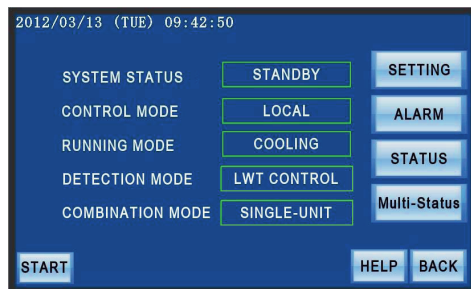 2012/03/13 (TUE) 09:42:50
SYSTEM STATUS STANDBY SETTING
CONTROL MODE LOCAL ALARM
RUNNING MODE COOLING
DETECTION MODE LWT CONTROL STATUS
COMBINATION MODE SINGLE-UNIT Multi-Status
START HELP BACK